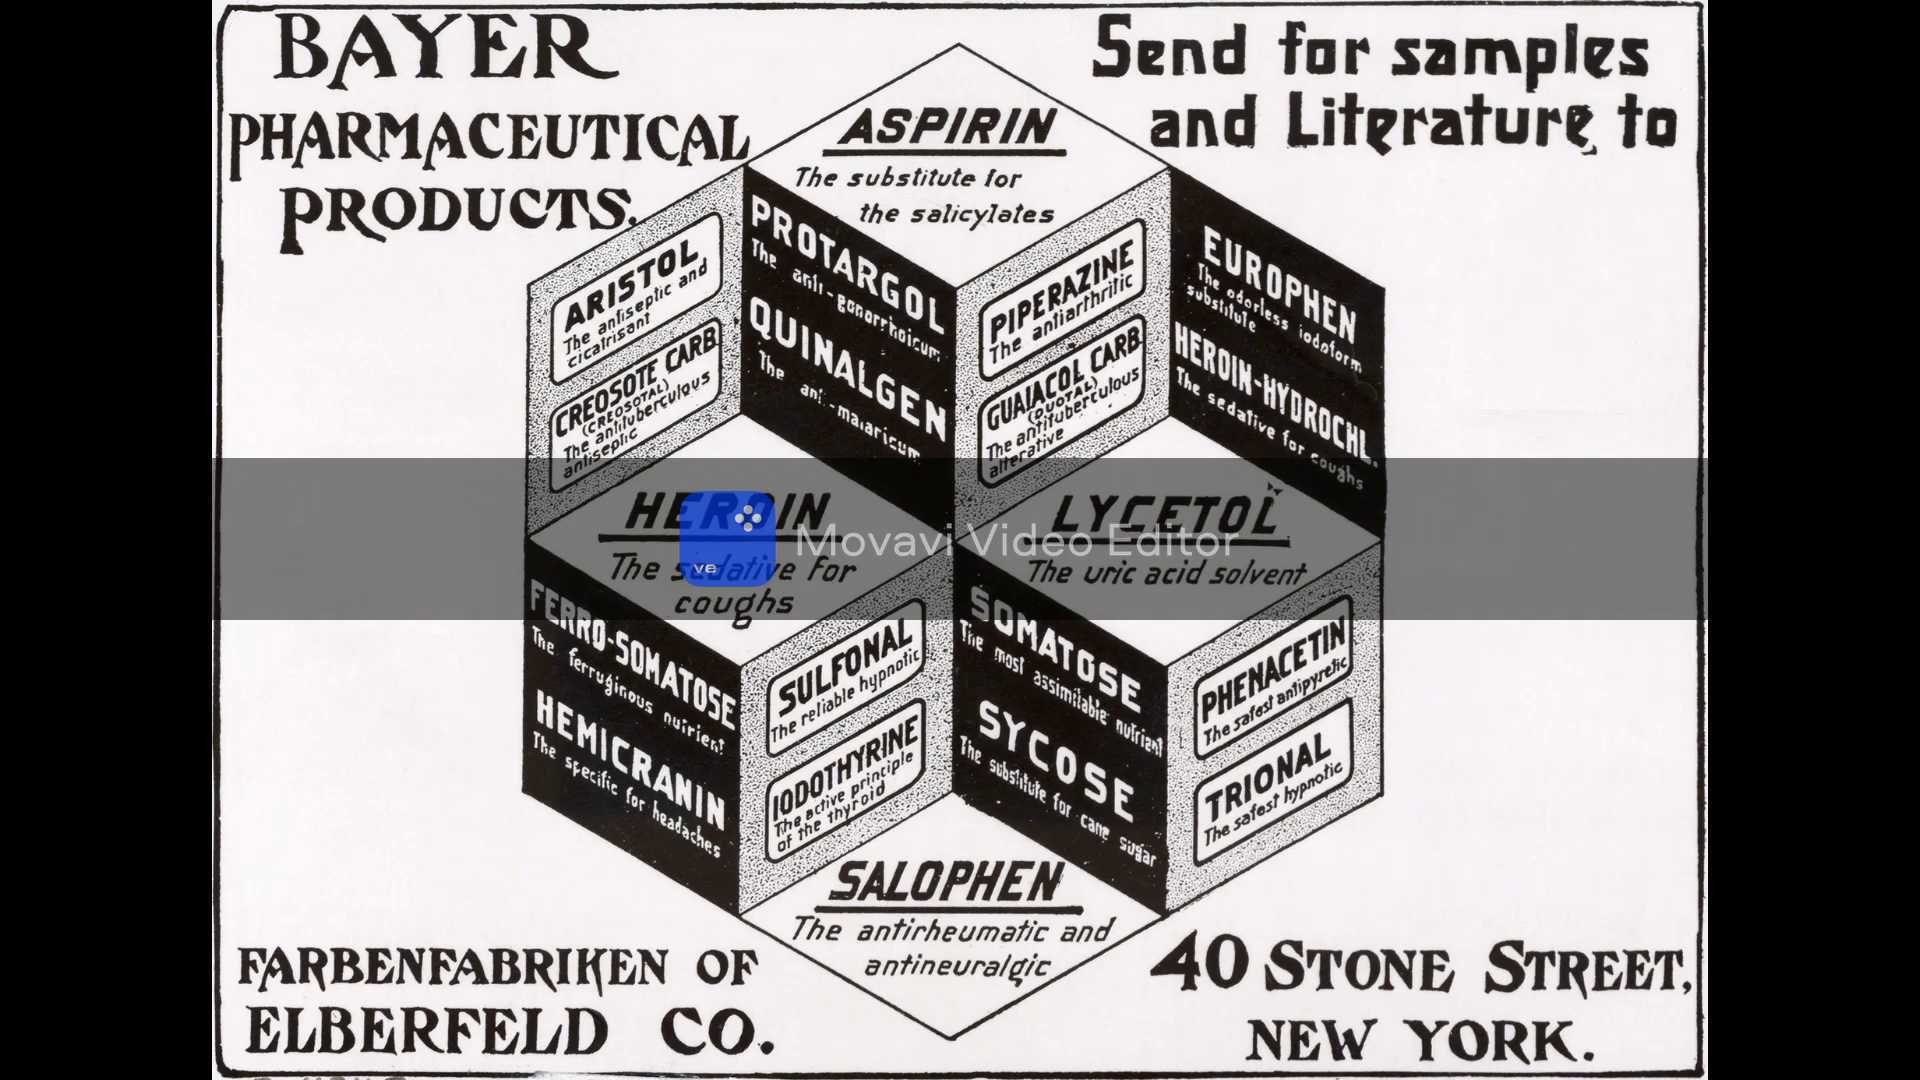 BAYER
PHARMACEUTICAL
PRODUCTS.
Send for samples
and Literature to
ASPIRIN
The substitute for
the salicylates
ARISTOL
The antiseptic and
cicatrisant
CREOSOTE CARB
(CREOSOTAL)
The antituberculous
antiseptic
PROTARGOL
The anti-gonorrhoicum
QUINALGEN
The anti-malaricum
PIPERAZINE
The antiarthritic
GUAIACOL CARB
(DUOTAL)
The antituberculous
alterative
EUROPHEN
The odorless iodoform
substitute
HEROIN-HYDROCHL.
The sedative for coughs
HEROIN
The sedative for
coughs
LYCETOL
The uric acid solvent
ve
Movavi Video Editor
FERRO-SOMATOSE
The ferruginous nutrient
HEMICRANIN
The specific for headaches
SULFONAL
The reliable hypnotic
IODOTHYRINE
The active principle
of the thyroid
SOMATOSE
The most assimilable nutrient
SYCOSE
The substitute for cane sugar
PHENACETIN
The safest antipyretic
TRIONAL
The safest hypnotic
SALOPHEN
The antirheumatic and
antineuralgic
FARBENFABRIKEN OF
ELBERFELD CO.
40 STONE STREET,
NEW YORK.